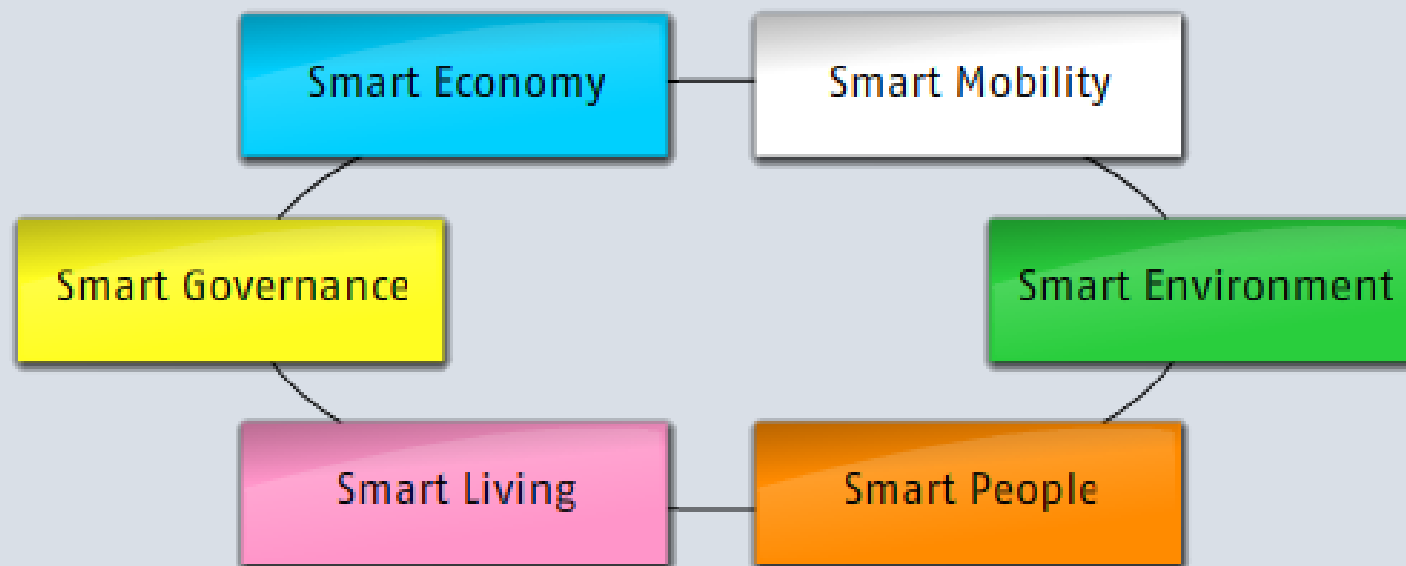 Smart Economy
Smart Mobility
Smart Governance
Smart Environment
Smart Living
Smart People